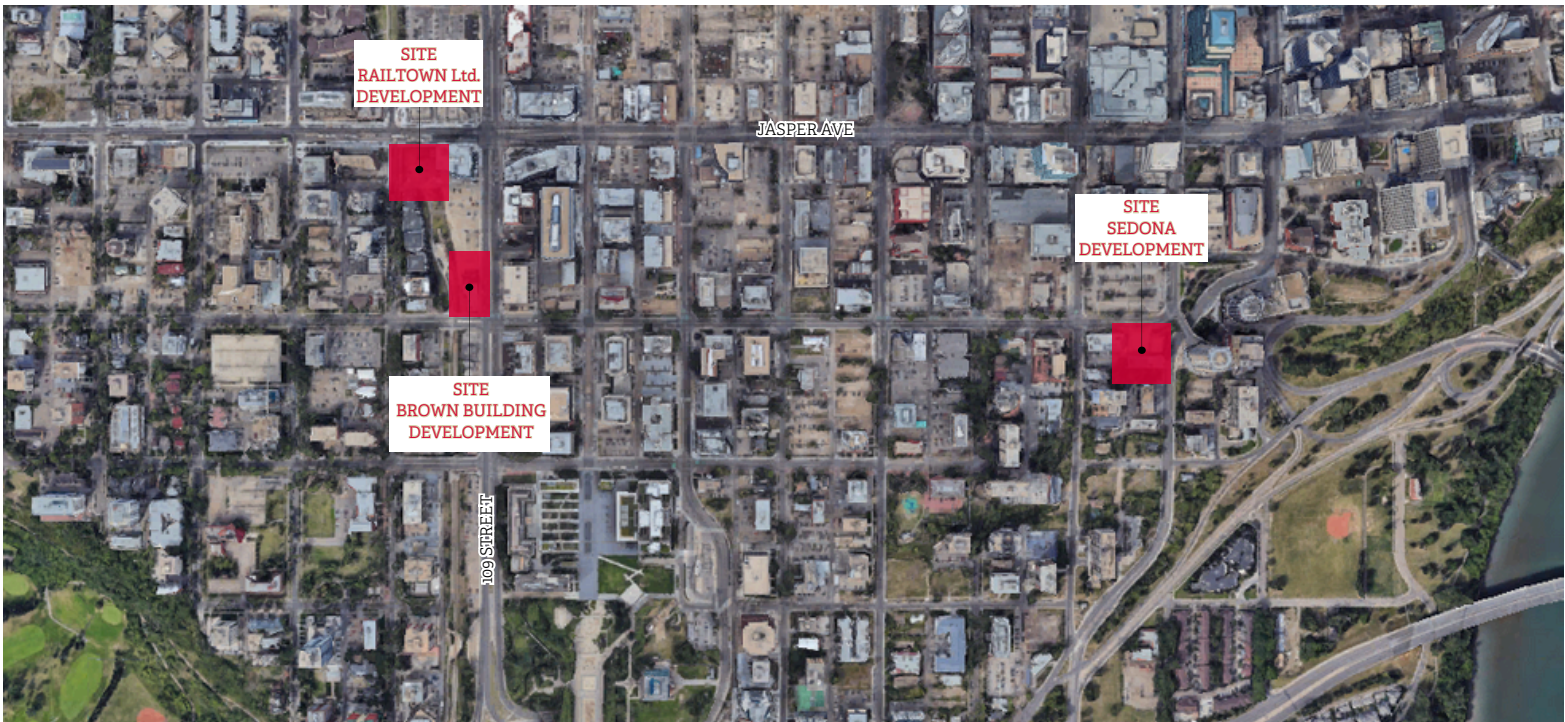 SITE
RAILTOWN Ltd.
DEVELOPMENT
JASPER AVE
SITE
SEDONA
DEVELOPMENT
SITE
BROWN BUILDING
DEVELOPMENT
109 STREET